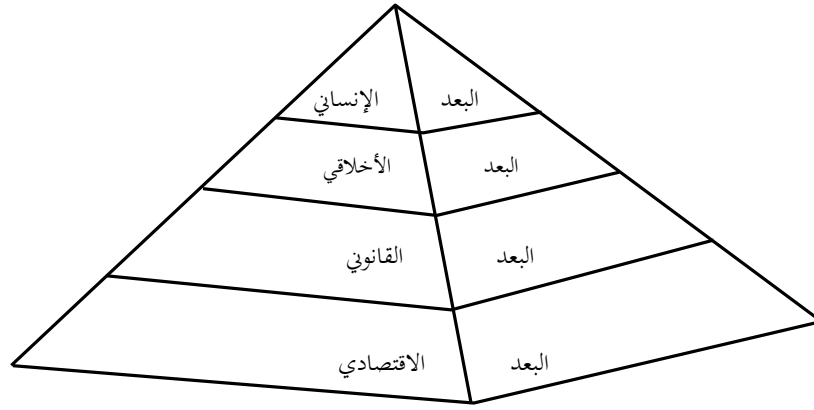 البعد الإنساني
البعد الأخلاقي
البعد القانوني
البعد الاقتصادي